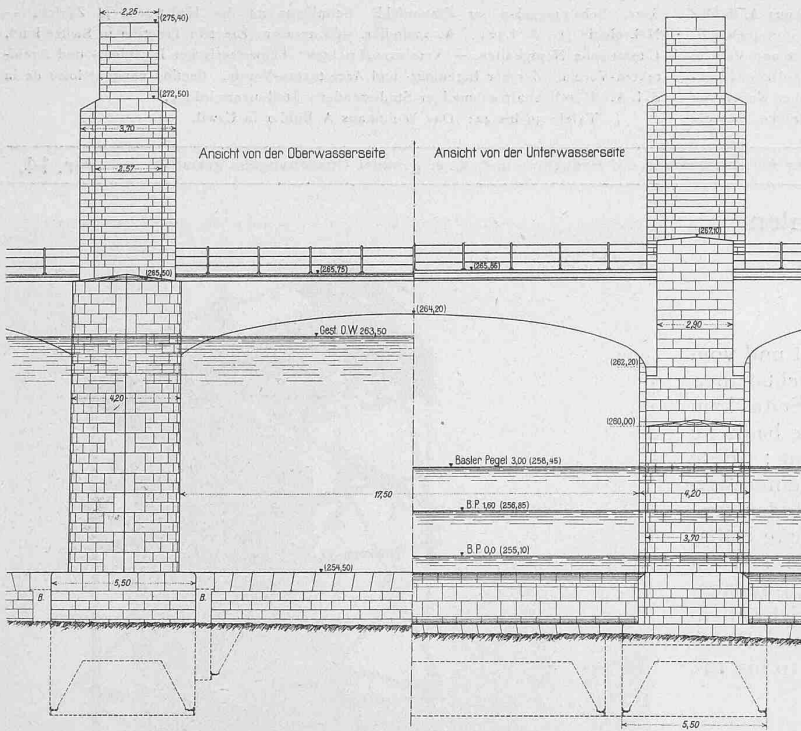 2,25
(275,40)
(272,50)
3,70
2,57
Ansicht von der Oberwasserseite
Ansicht von der Unterwasserseite
(267,10)
(265,50)
(265,75)
(265,86)
(264,20)
Gest. O.W 263,50
2,90
(262,20)
4,20
(260,00)
Basler Pegel 3,00 (258,45)
17,50
4,20
B.P 1,60 (256,85)
3,70
B.P 0,0 (255,10)
(254,50)
5,50
B.
B.
5,50